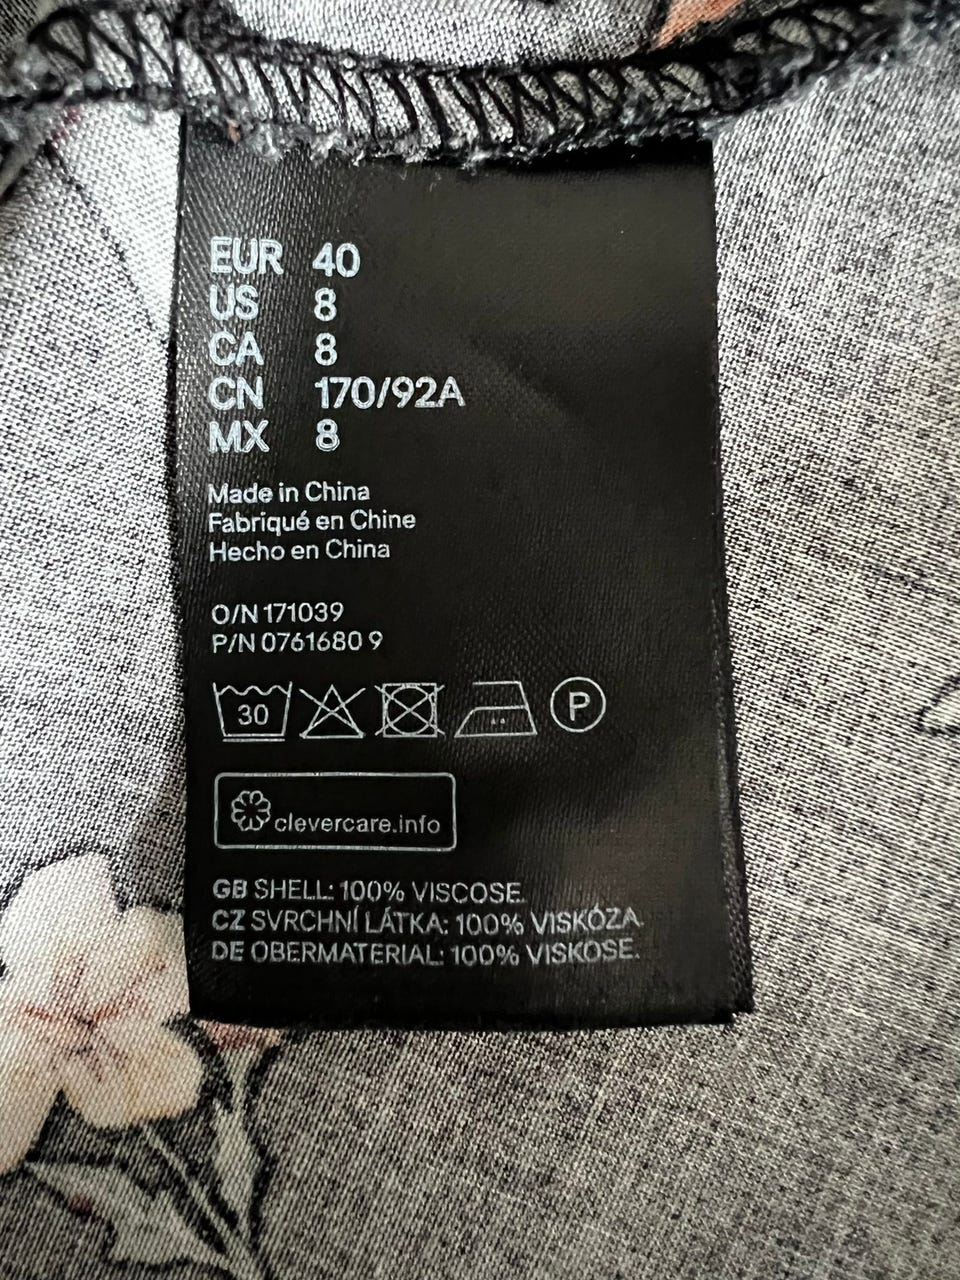 EUR 40
US 8
CA 8
CN 170/92A
MX 8
Made in China
Fabriqué en Chine
Hecho en China
O/N 171039
P/N 0761680 9
30 P
clevercare.info
GB SHELL: 100% VISCOSE.
CZ SVRCHNÍ LÁTKA: 100% VISKÓZA.
DE OBERMATERIAL: 100% VISKOSE.